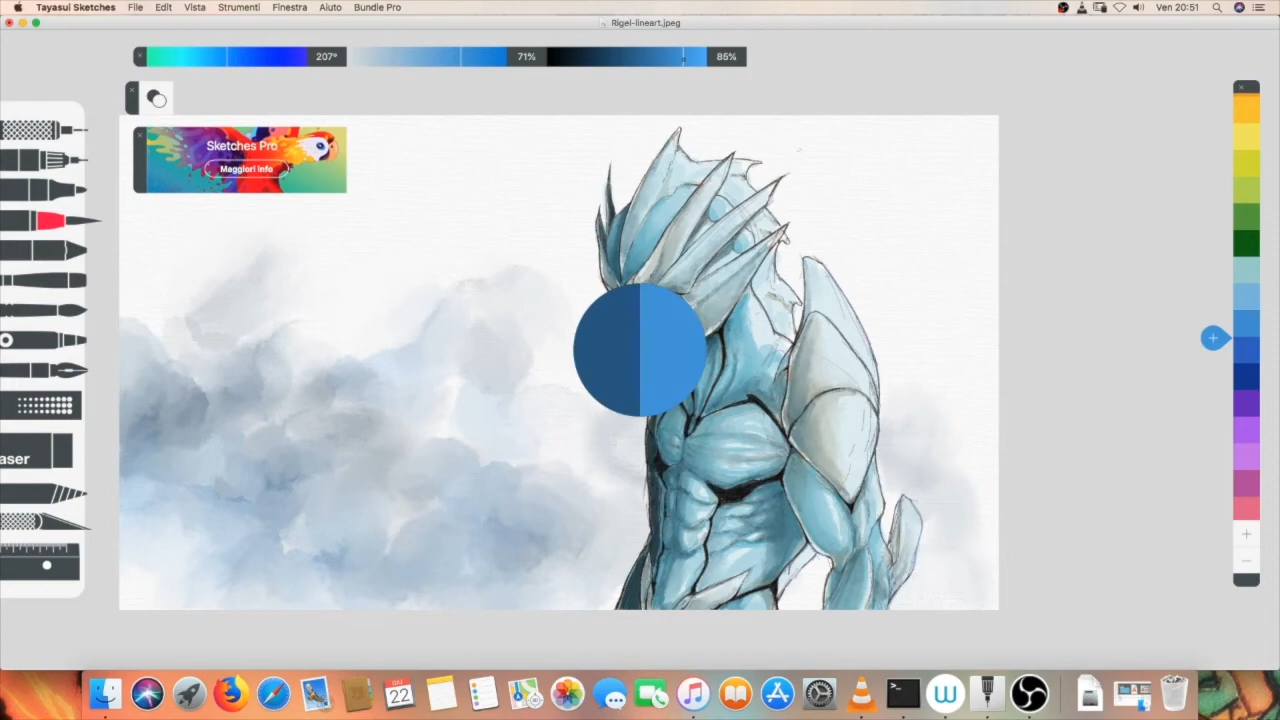 Tayasui Sketches File Edit Vista Strumenti Finestra Aiuto Bundle Pro Ven 20:51
Rigel-lineart.jpeg
207° 71% 85%
Sketches Pro
Maggiori info
aser
22